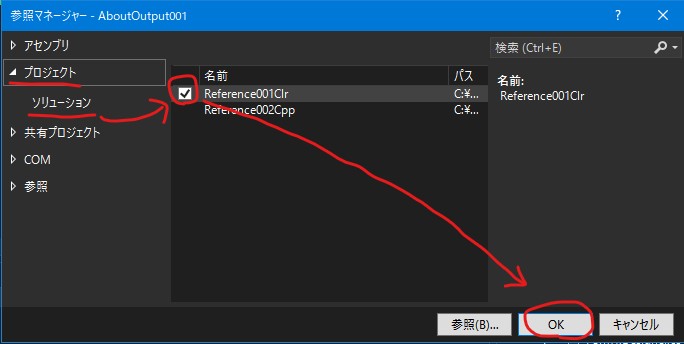 参照マネージャー - AboutOutput001
? ×
▷ アセンブリ
◢ プロジェクト
ソリューション
▷ 共有プロジェクト
▷ COM
▷ 参照
名前 パス
Reference001Clr C:¥...
Reference002Cpp C:¥...
検索 (Ctrl+E)
名前:
Reference001Clr
参照(B)... OK キャンセル